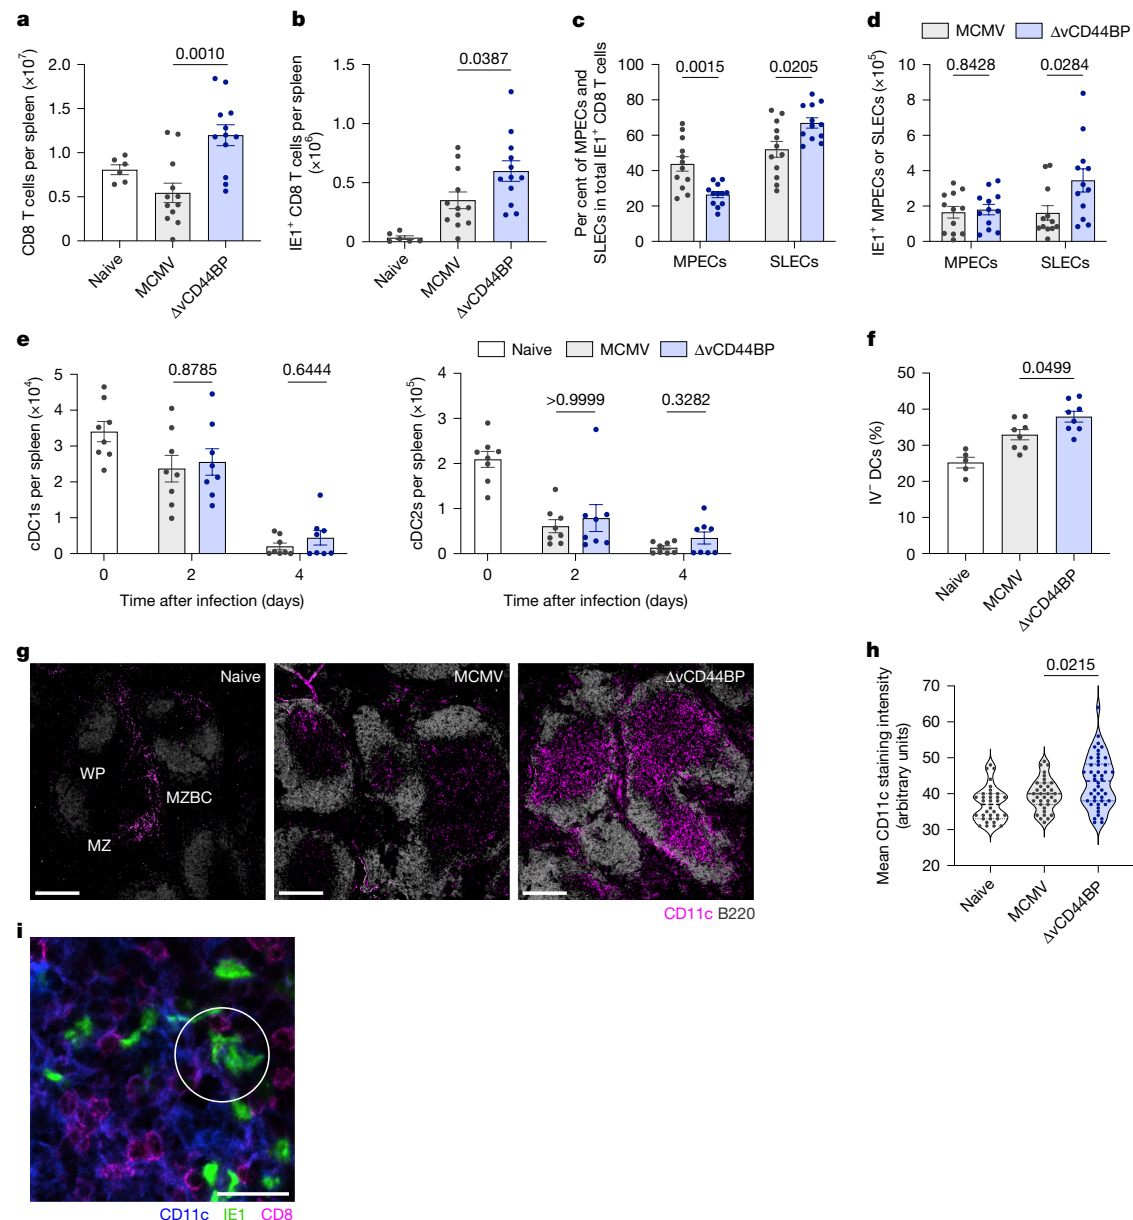 a
0.0010
CD8 T cells per spleen (×10⁷)
2.0
1.5
1.0
0.5
0
Naive
MCMV
ΔvCD44BP
b
0.0387
IE1⁺ CD8 T cells per spleen
(×10⁶)
1.5
1.0
0.5
0
Naive
MCMV
ΔvCD44BP
c
0.0015
0.0205
Per cent of MPECs and
SLECs in total IE1⁺ CD8 T cells
100
80
60
40
20
0
MPECs
SLECs
d
MCMV
ΔvCD44BP
0.8428
0.0284
IE1⁺ MPECs or SLECs (×10⁵)
10
8
6
4
2
0
MPECs
SLECs
e
Naive
MCMV
ΔvCD44BP
0.8785
0.6444
cDC1s per spleen (×10⁴)
5
4
3
2
1
0
0
2
4
Time after infection (days)
>0.9999
0.3282
cDC2s per spleen (×10⁵)
4
3
2
1
0
0
2
4
Time after infection (days)
f
0.0499
IV⁻ DCs (%)
50
40
30
20
10
0
Naive
MCMV
ΔvCD44BP
g
Naive
WP
MZBC
MZ
MCMV
ΔvCD44BP
CD11c B220
h
0.0215
Mean CD11c staining intensity
(arbitrary units)
70
60
50
40
30
20
Naive
MCMV
ΔvCD44BP
i
CD11c IE1 CD8